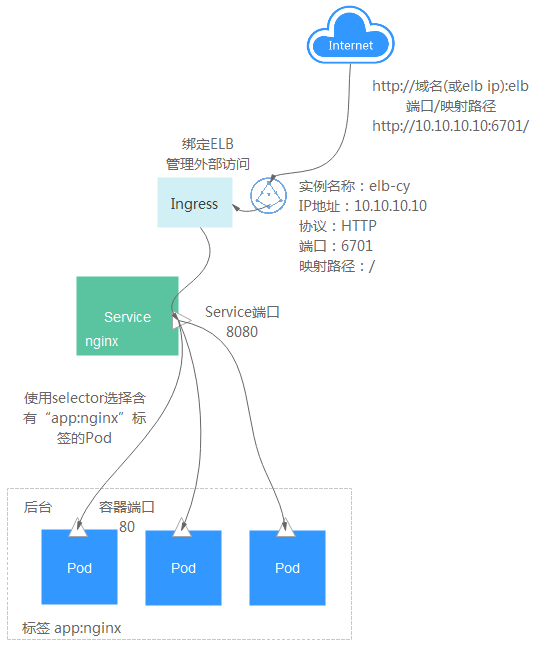 Internet
http://域名(或elb ip):elb
端口/映射路径
http://10.10.10.10:6701/
绑定ELB
管理外部访问
Ingress
实例名称：elb-cy
IP地址：10.10.10.10
协议：HTTP
端口：6701
映射路径：/
Service
nginx
Service端口
8080
使用selector选择含
有“app:nginx”标
签的Pod
后台
容器端口
80
Pod
Pod
Pod
标签 app:nginx